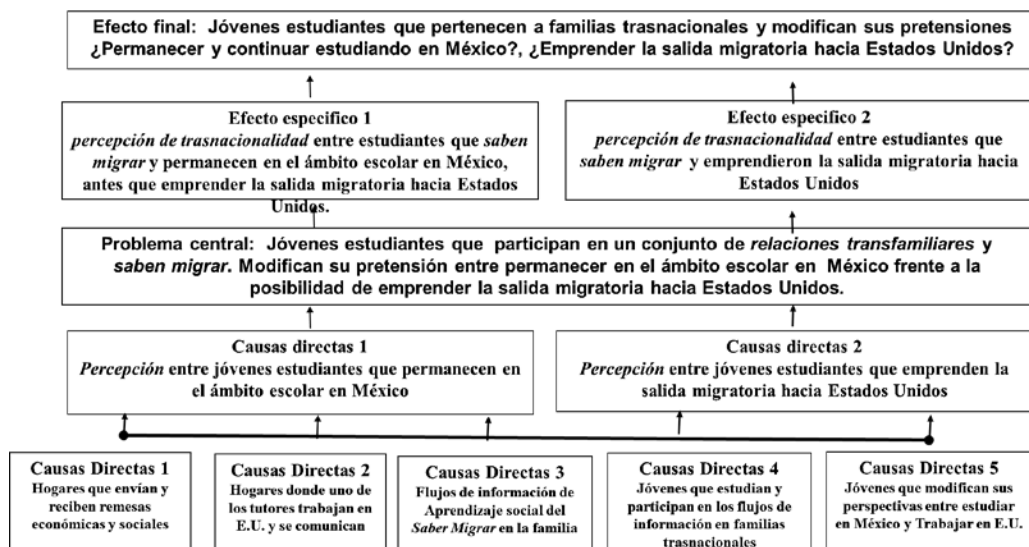 Efecto final: Jóvenes estudiantes que pertenecen a familias trasnacionales y modifican sus pretensiones
¿Permanecer y continuar estudiando en México?, ¿Emprender la salida migratoria hacia Estados Unidos?
Efecto especifico 1
percepción de trasnacionalidad entre estudiantes que saben
migrar y permanecen en el ámbito escolar en México,
antes que emprender la salida migratoria hacia Estados
Unidos.
Efecto especifico 2
percepción de trasnacionalidad entre estudiantes que
saben migrar y emprendieron la salida migratoria hacia
Estados Unidos
Problema central: Jóvenes estudiantes que participan en un conjunto de relaciones transfamiliares y
saben migrar. Modifican su pretensión entre permanecer en el ámbito escolar en México frente a la
posibilidad de emprender la salida migratoria hacia Estados Unidos.
Causas directas 1
Percepción entre jóvenes estudiantes que permanecen en
el ámbito escolar en México
Causas directas 2
Percepción entre jóvenes estudiantes que emprenden la
salida migratoria hacia Estados Unidos
Causas Directas 1
Hogares que envían y
reciben remesas
económicas y sociales
Causas Directas 2
Hogares donde uno de
los tutores trabajan en
E.U. y se comunican
Causas Directas 3
Flujos de información de
Aprendizaje social del
Saber Migrar en la familia
Causas Directas 4
Jóvenes que estudian y
participan en los flujos de
información en familias
trasnacionales
Causas Directas 5
Jóvenes que modifican sus
perspectivas entre estudiar
en México y Trabajar en E.U.